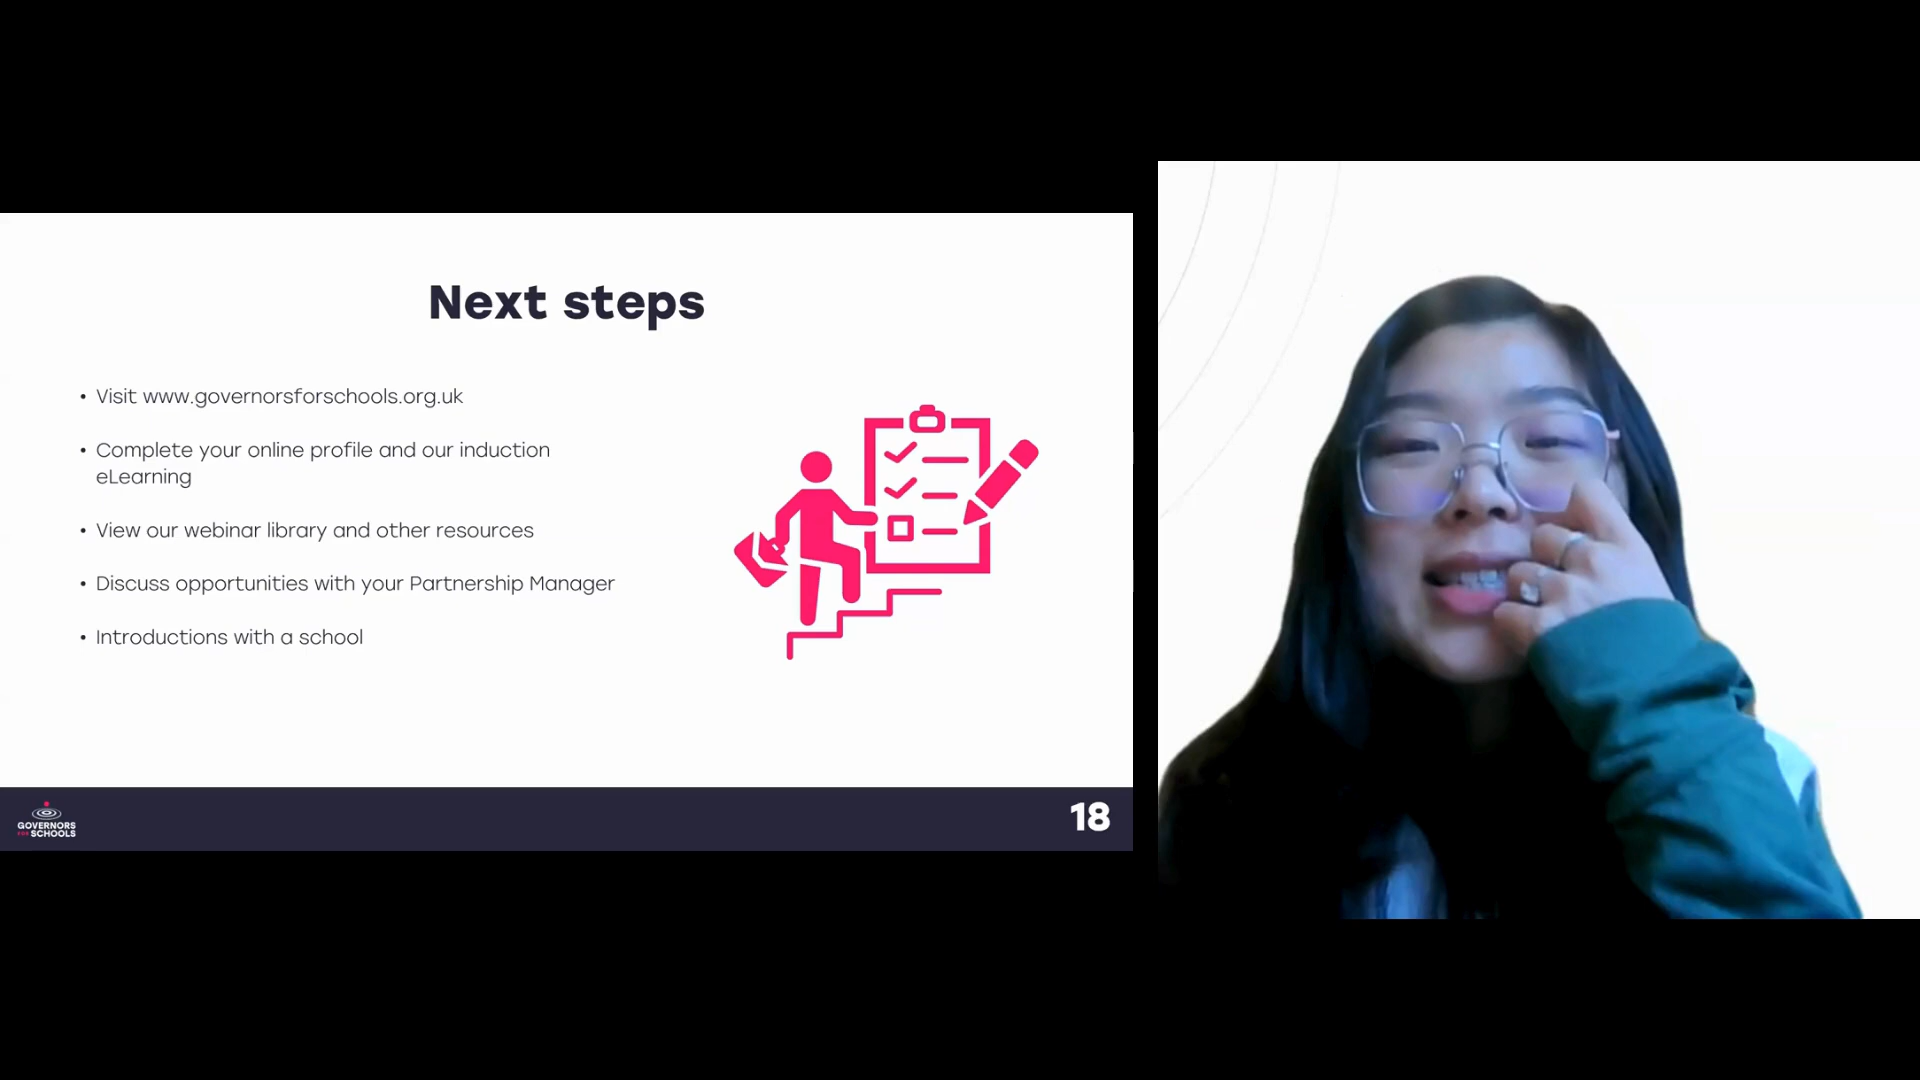 Next steps
• Visit www.governorsforschools.org.uk
• Complete your online profile and our induction
eLearning
• View our webinar library and other resources
• Discuss opportunities with your Partnership Manager
• Introductions with a school
GOVERNORS
FOR SCHOOLS
18